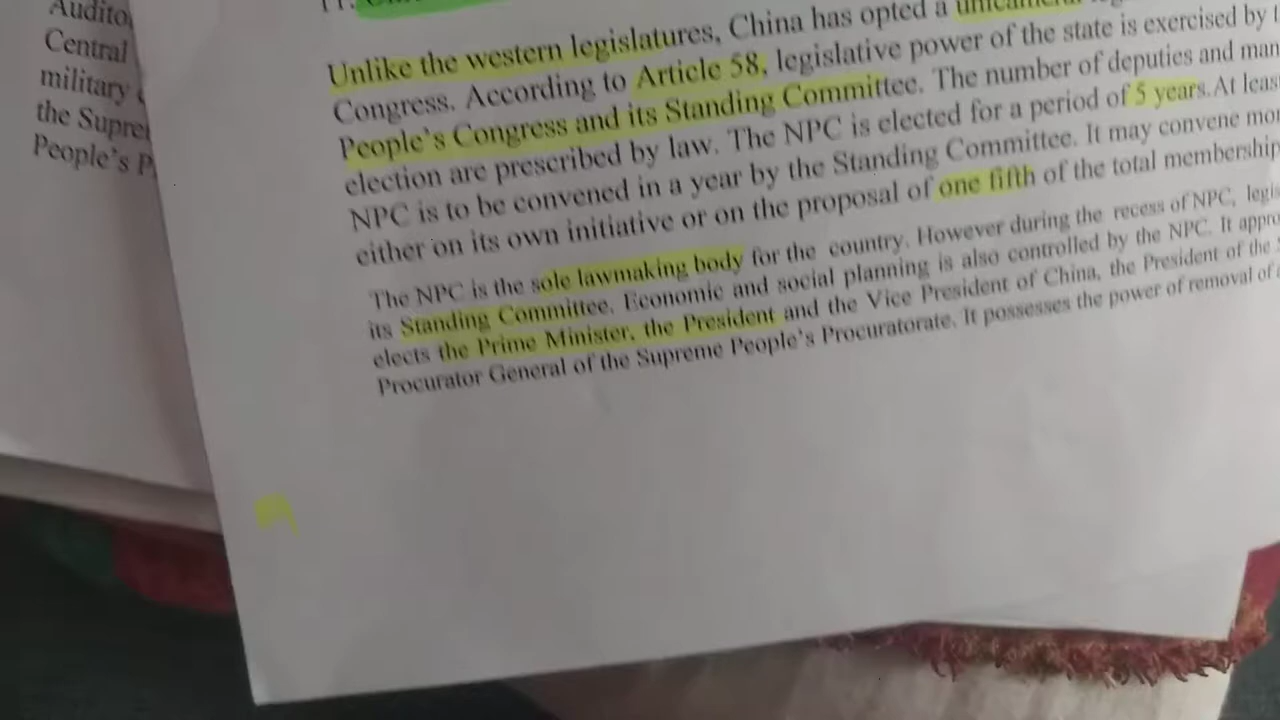 Audito
Central
military
the Supre
People's P
11.
Unlike the western legislatures, China has opted a unicameral
Congress. According to Article 58, legislative power of the state is exercised by
People's Congress and its Standing Committee. The number of deputies and man
election are prescribed by law. The NPC is elected for a period of 5 years.At leas
NPC is to be convened in a year by the Standing Committee. It may convene mo
either on its own initiative or on the proposal of one fifth of the total membership
The NPC is the sole lawmaking body for the country. However during the recess of NPC, legi
its Standing Committee. Economic and social planning is also controlled by the NPC. It appr
elects the Prime Minister, the President and the Vice President of China, the President of the
Procurator General of the Supreme People's Procuratorate. It possesses the power of removal of